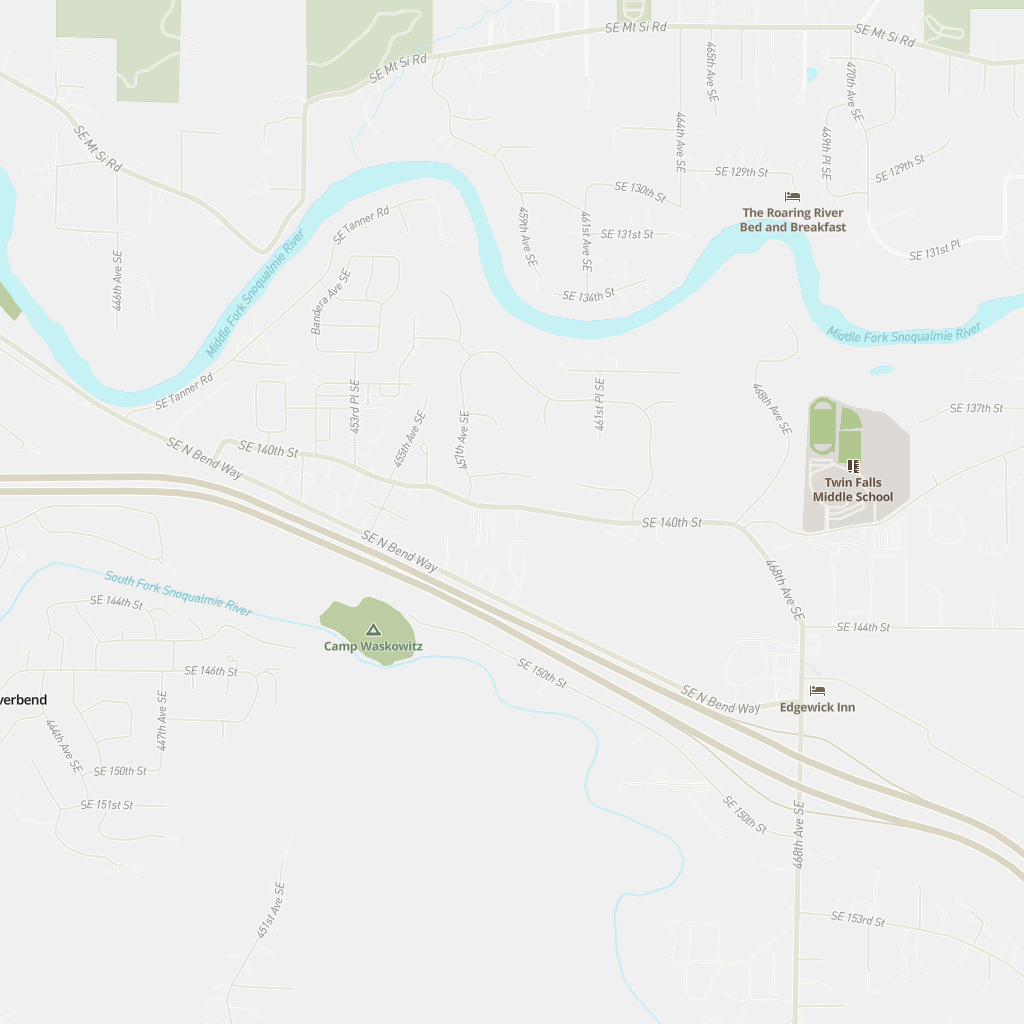 SE Mt Si Rd
SE Mt Si Rd
SE Mt Si Rd
SE Mt Si Rd
465th Ave SE
470th Ave SE
464th Ave SE
469th Pl SE
SE 129th St
SE 129th St
SE 130th St
The Roaring River
Bed and Breakfast
459th Ave SE
461st Ave SE
SE 131st St
SE 131st Pl
SE Tanner Rd
446th Ave SE
Middle Fork Snoqualmie River
Bandera Ave SE
SE 134th St
Middle Fork Snoqualmie River
SE Tanner Rd
453rd Pl SE
461st Pl SE
468th Ave SE
SE 137th St
455th Ave SE
457th Ave SE
SE N Bend Way
SE 140th St
Twin Falls
Middle School
SE 140th St
SE N Bend Way
468th Ave SE
South Fork Snoqualmie River
SE 144th St
SE 144th St
Camp Waskowitz
SE 146th St
SE 150th St
verbend
447th Ave SE
SE N Bend Way
Edgewick Inn
444th Ave SE
SE 150th St
SE 151st St
SE 150th St
468th Ave SE
451st Ave SE
SE 153rd St